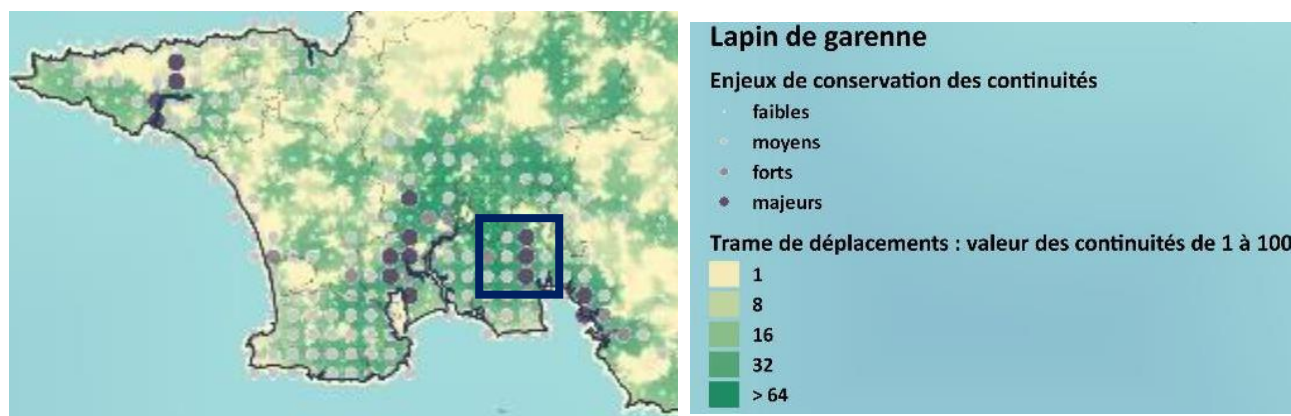 Lapin de garenne
Enjeux de conservation des continuités
faibles
moyens
forts
majeurs
Trame de déplacements : valeur des continuités de 1 à 100
1
8
16
32
> 64